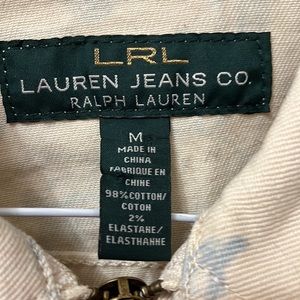 LRL
LAUREN JEANS CO.
RALPH LAUREN
M
MADE IN
CHINA
FABRIQUE EN
CHINE
98% COTTON/
COTON
2%
ELASTANE/
ELASTHANNE